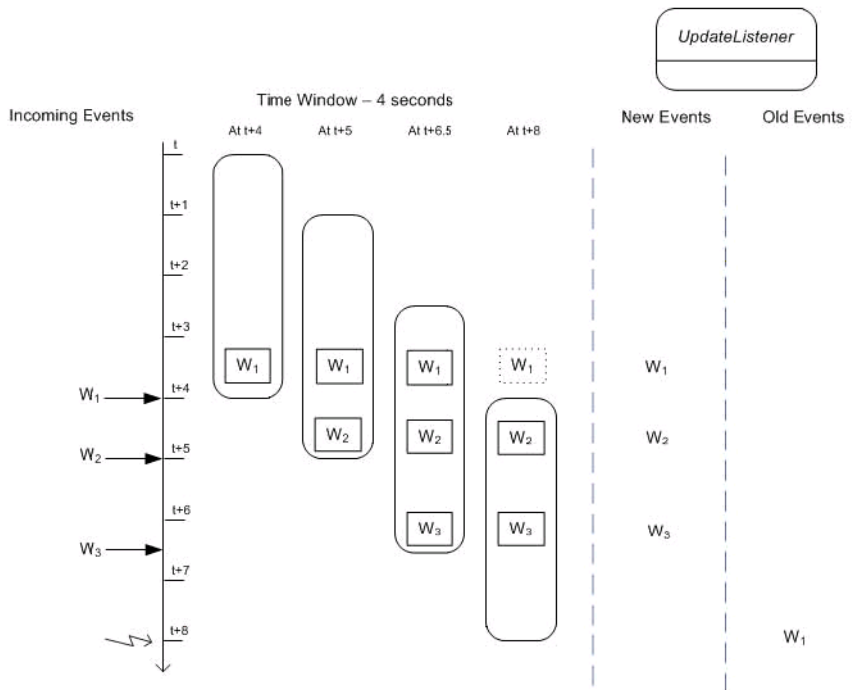 UpdateListener
Time Window – 4 seconds
Incoming Events
New Events
Old Events
At t+4
At t+5
At t+6.5
At t+8
t
t+1
t+2
t+3
W₁
W₁
W₁
W₁
W₁
W₁
t+4
W₂
W₂
W₂
W₂
W₂
t+5
t+6
W₃
W₃
W₃
W₃
t+7
t+8
W₁